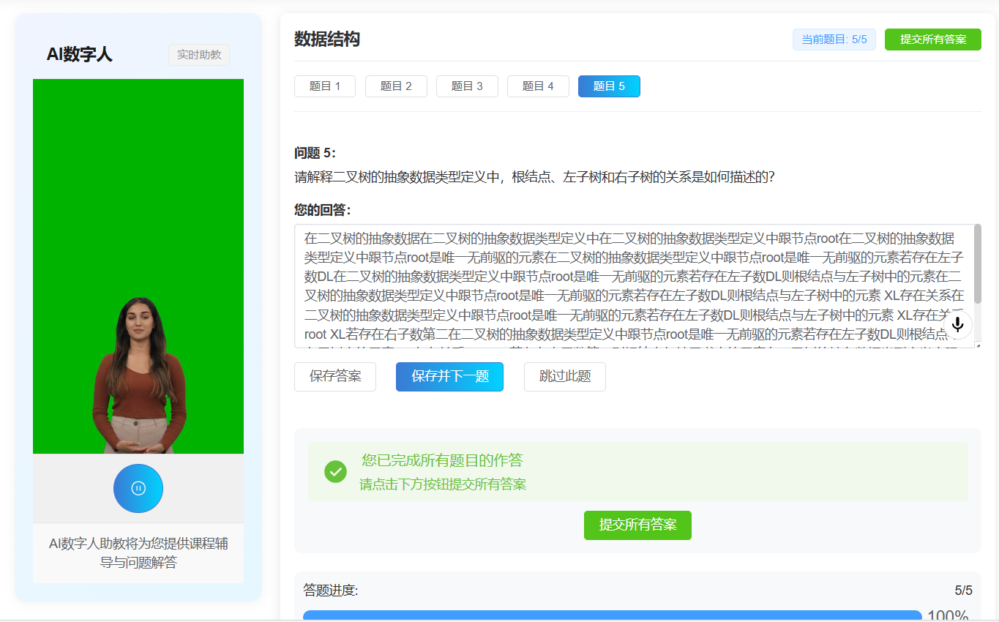 AI数字人
实时助教
AI数字人助教将为您提供课程辅
导与问题解答
数据结构
当前题目: 5/5
提交所有答案
题目 1
题目 2
题目 3
题目 4
题目 5
问题 5：
请解释二叉树的抽象数据类型定义中，根结点、左子树和右子树的关系是如何描述的？
您的回答：
在二叉树的抽象数据在二叉树的抽象数据类型定义中在二叉树的抽象数据类型定义中跟节点root在二叉树的抽象数据
类型定义中跟节点root是唯一无前驱的元素在二叉树的抽象数据类型定义中跟节点root是唯一无前驱的元素若存在左子
数DL在二叉树的抽象数据类型定义中跟节点root是唯一无前驱的元素若存在左子数DL则根结点与左子树中的元素在二
叉树的抽象数据类型定义中跟节点root是唯一无前驱的元素若存在左子数DL则根结点与左子树中的元素 XL存在关系在
二叉树的抽象数据类型定义中跟节点root是唯一无前驱的元素若存在左子数DL则根结点与左子树中的元素 XL存在关系
root XL若存在右子数第二在二叉树的抽象数据类型定义中跟节点root是唯一无前驱的元素若存在左子数DL则根结点
保存答案
保存并下一题
跳过此题
您已完成所有题目的作答
请点击下方按钮提交所有答案
提交所有答案
答题进度:
5/5
100%